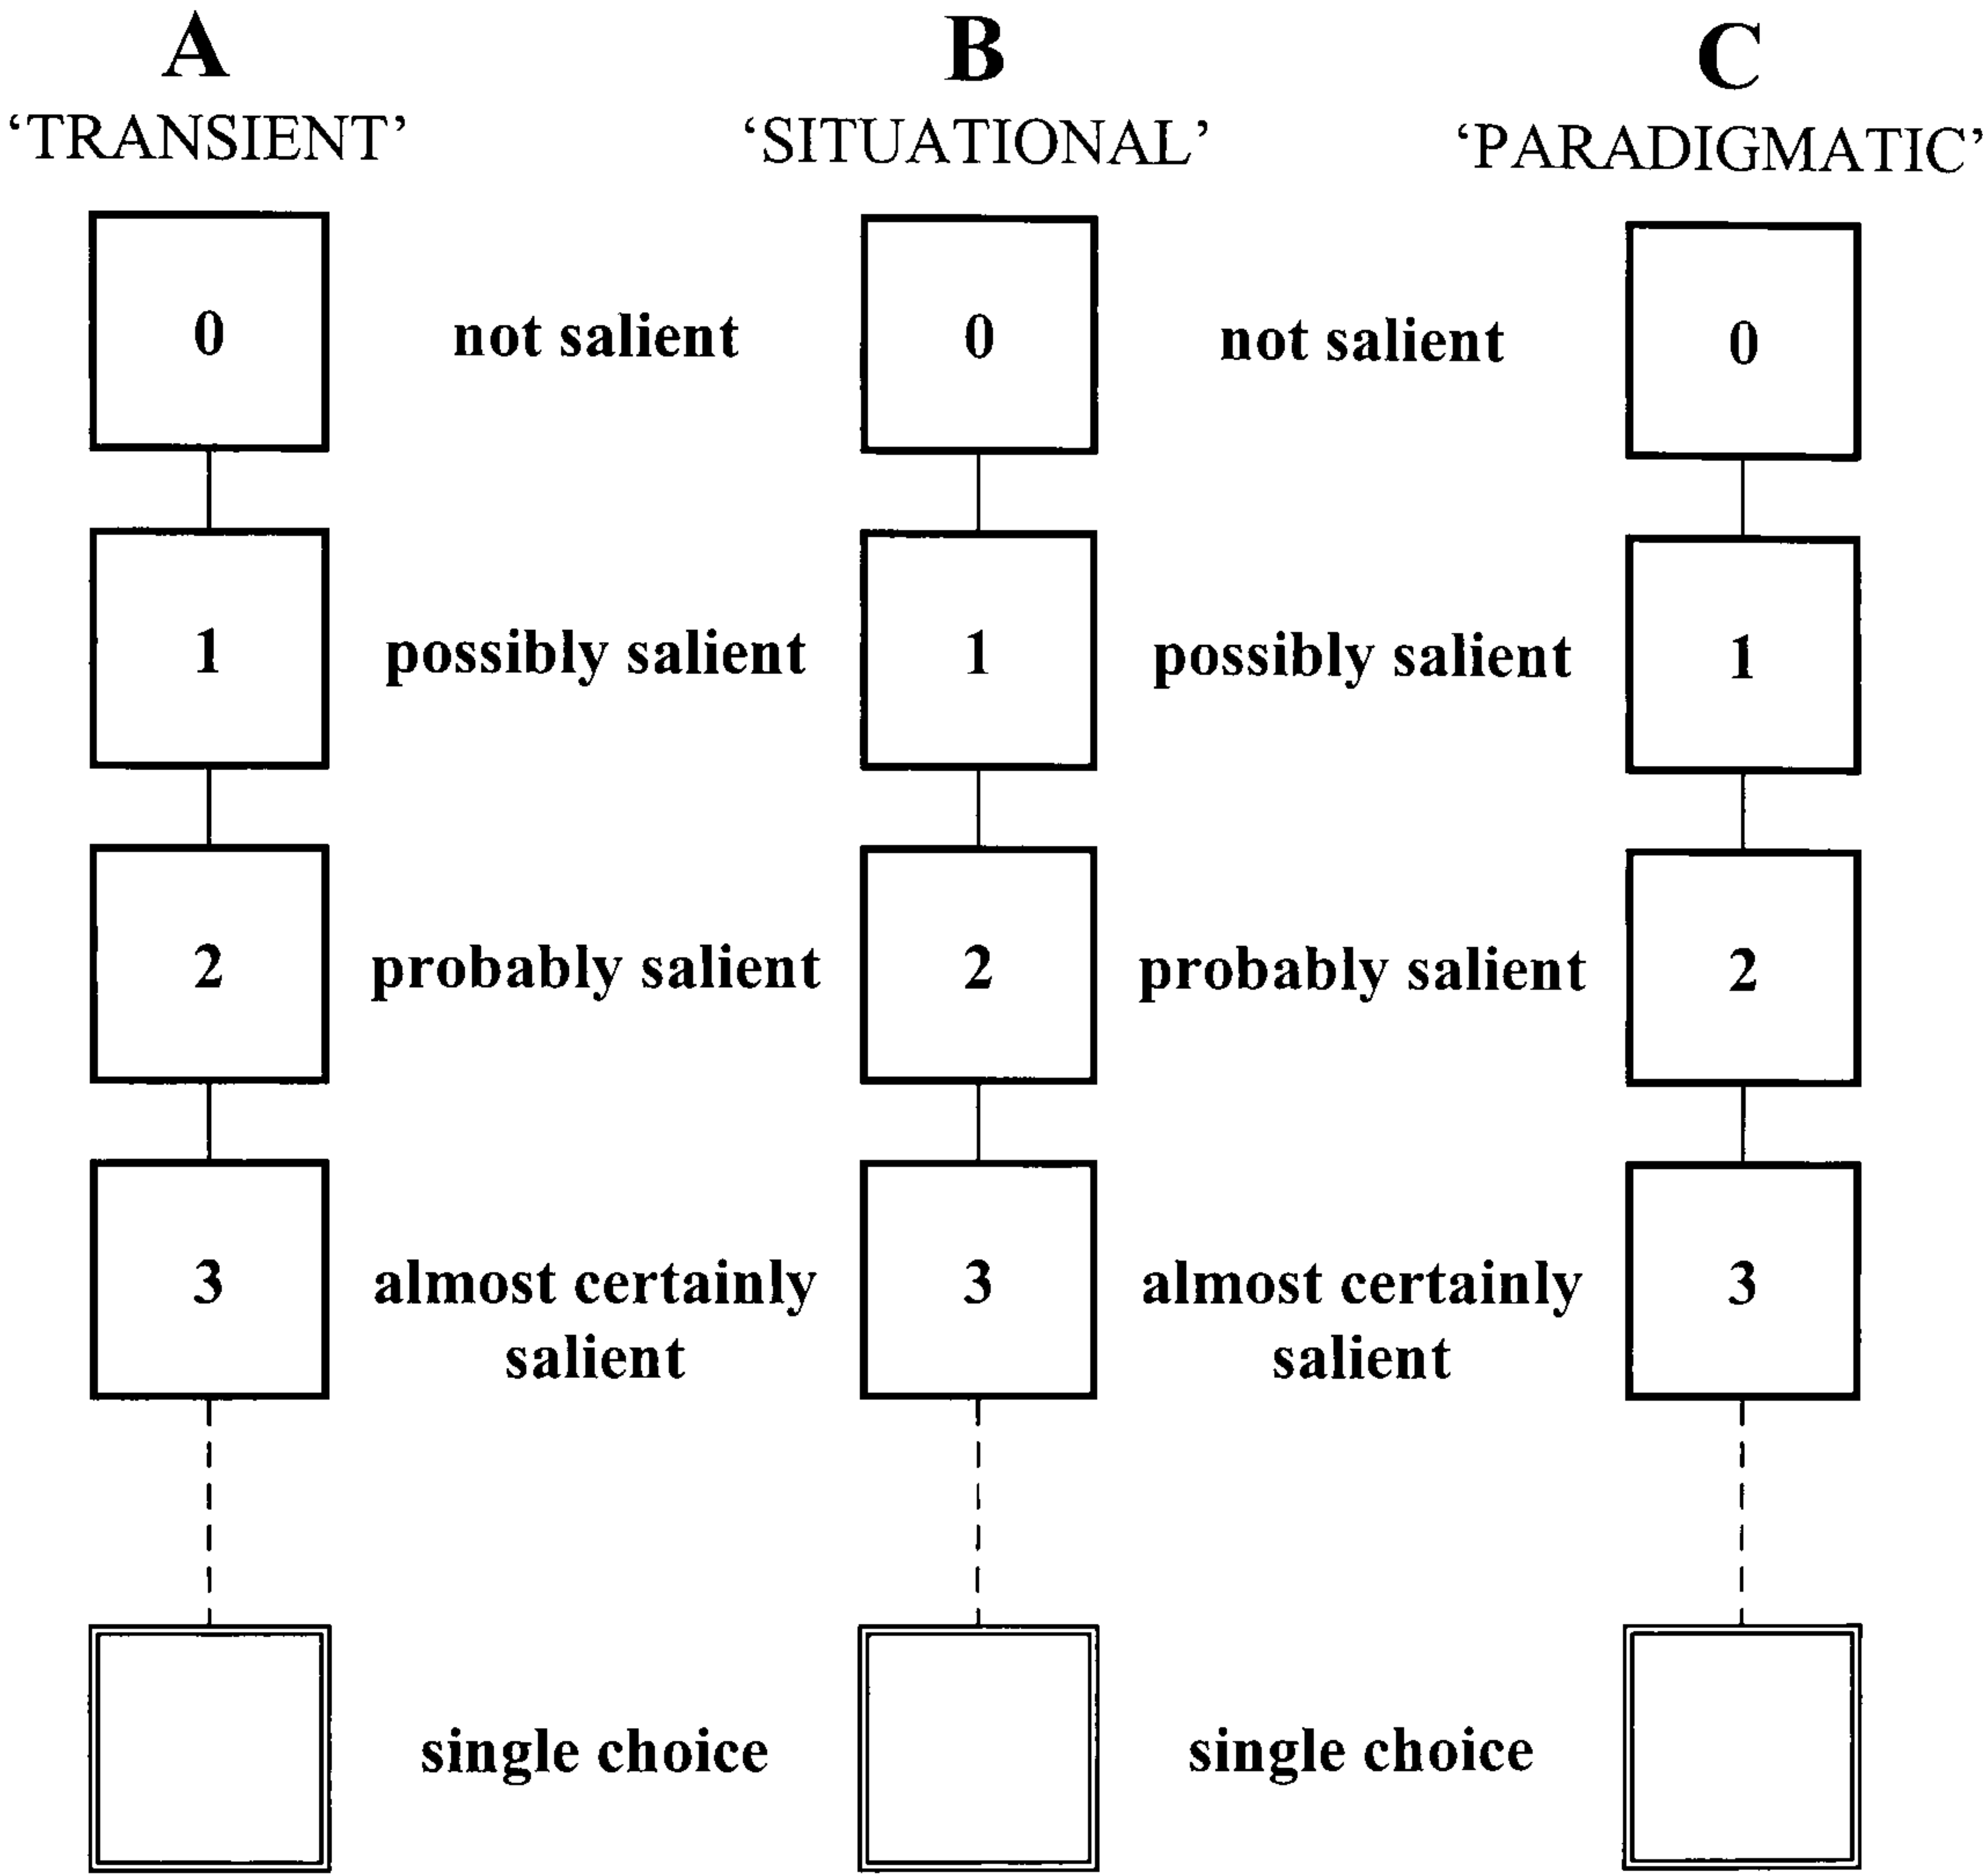 A B C
‘TRANSIENT’ ‘SITUATIONAL’ ‘PARADIGMATIC’
0 not salient 0 not salient 0
1 possibly salient 1 possibly salient 1
2 probably salient 2 probably salient 2
3 almost certainly 3 almost certainly 3
salient salient
single choice single choice